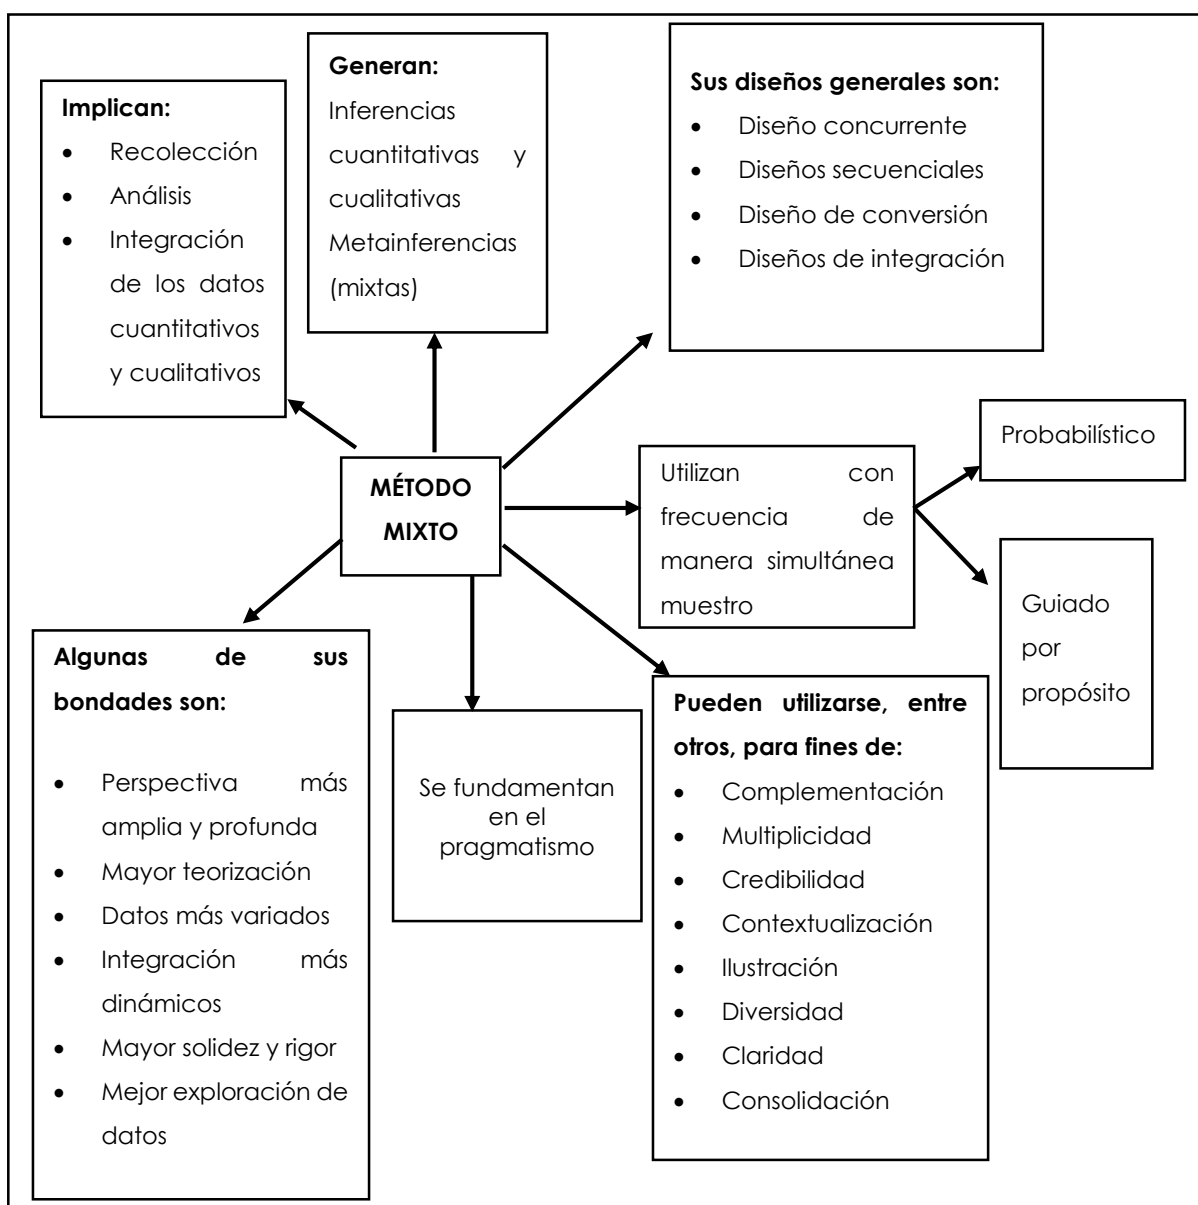 Implican:
• Recolección
• Análisis
• Integración
de los datos
cuantitativos
y cualitativos
Generan:
Inferencias
cuantitativas y
cualitativas
Metainferencias
(mixtas)
Sus diseños generales son:
• Diseño concurrente
• Diseños secuenciales
• Diseño de conversión
• Diseños de integración
MÉTODO
MIXTO
Utilizan con
frecuencia de
manera simultánea
muestro
Probabilístico
Guiado
por
propósito
Algunas de sus
bondades son:
• Perspectiva más
amplia y profunda
• Mayor teorización
• Datos más variados
• Integración más
dinámicos
• Mayor solidez y rigor
• Mejor exploración de
datos
Se fundamentan
en el
pragmatismo
Pueden utilizarse, entre
otros, para fines de:
• Complementación
• Multiplicidad
• Credibilidad
• Contextualización
• Ilustración
• Diversidad
• Claridad
• Consolidación